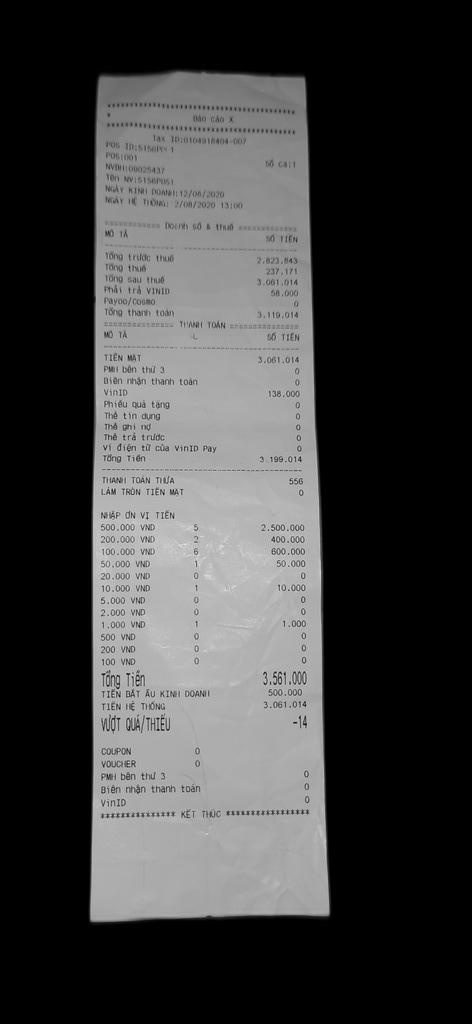 **********************************
* Báo cáo X
**********************************
Tax ID:0104918404-007
POS ID:5156POS1
POS:001 Số ca:1
NVBH:09025437
Tên NV:5156POS1
NGÀY KINH DOANH:12/08/2020
NGÀY HỆ THỐNG: 2/08/2020 13:00
============ Doanh số & thuế ============
MÔ TẢ SỐ TIỀN
Tổng trước thuế 2.823.843
Tổng thuế 237.171
Tổng sau thuế 3.061.014
Phải trả VINID 58.000
Payoo/Cosmo 0
Tổng thanh toán 3.119.014
============ THANH TOÁN ============
MÔ TẢ SL SỐ TIỀN
TIỀN MẶT 3.061.014
PMH bên thứ 3 0
Biên nhận thanh toán 0
VinID 138.000
Phiếu quà tặng 0
Thẻ tín dụng 0
Thẻ ghi nợ 0
Thẻ trả trước 0
Ví điện tử của VinID Pay 0
Tổng Tiền 3.199.014
THANH TOÁN THỪA 556
LÀM TRÒN TIỀN MẶT 0
NHẬP ƠN VỊ TIỀN
500.000 VND 5 2.500.000
200.000 VND 2 400.000
100.000 VND 6 600.000
50.000 VND 1 50.000
20.000 VND 0 0
10.000 VND 1 10.000
5.000 VND 0 0
2.000 VND 0 0
1.000 VND 1 1.000
500 VND 0 0
200 VND 0 0
100 VND 0 0
Tổng Tiền 3.561.000
TIỀN BẮT ẦU KINH DOANH 500.000
TIỀN HỆ THỐNG 3.061.014
VƯỢT QUÁ/THIẾU -14
COUPON 0
VOUCHER 0
PMH bên thứ 3 0
Biên nhận thanh toán 0
VinID 0
*************** KẾT THÚC *****************